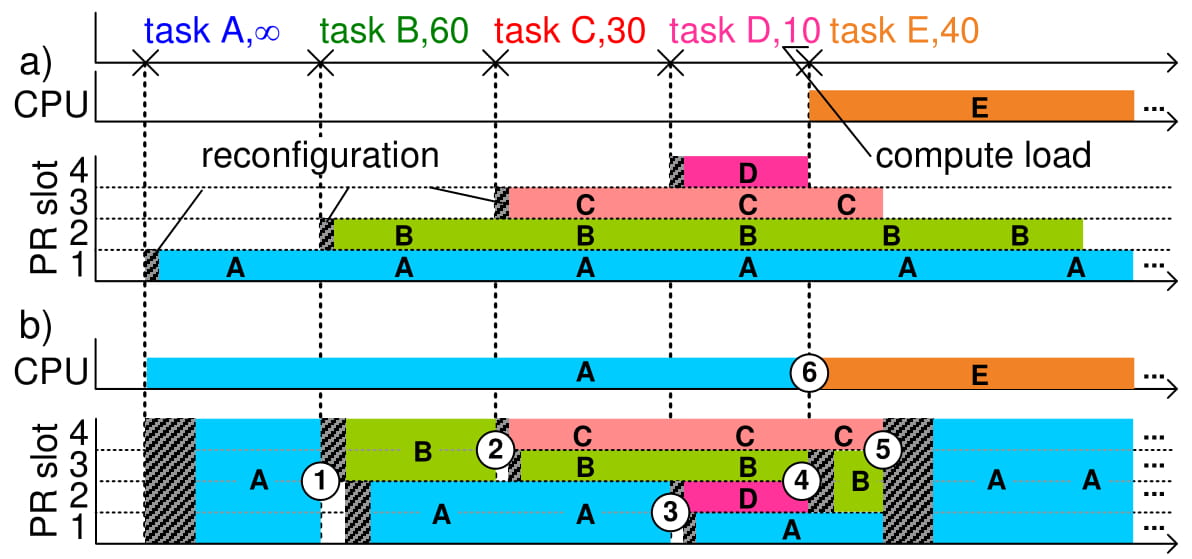 task A,∞ task B,60 task C,30 task D,10 task E,40
a)
CPU E ...
reconfiguration compute load
PR slot
4 D
3 C C C
2 B B B B B
1 A A A A A A ...
b)
CPU A 6 E ...
PR slot
4 C C C ...
2 5
B
3 B B ...
A 1 4 B A A
2 D ...
A A 3
1 A ...